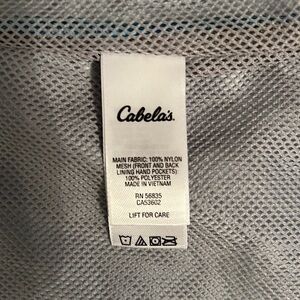 Cabela's
MAIN FABRIC: 100% NYLON
MESH (FRONT AND BACK
LINING HAND POCKETS):
100% POLYESTER
MADE IN VIETNAM
RN 56835
CA53602
LIFT FOR CARE